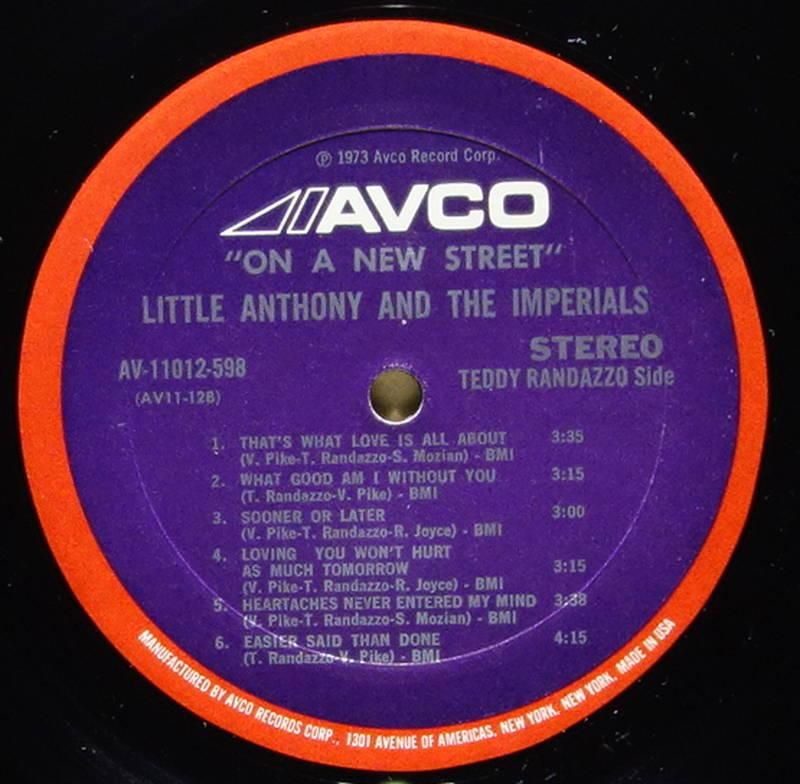 ℗ 1973 Avco Record Corp.
AVCO
"ON A NEW STREET"
LITTLE ANTHONY AND THE IMPERIALS
STEREO
AV-11012-598
TEDDY RANDAZZO Side
(AV11-12B)
1. THAT'S WHAT LOVE IS ALL ABOUT 3:35
(V. Pike-T. Randazzo-S. Mozian) - BMI
2. WHAT GOOD AM I WITHOUT YOU 3:15
(T. Randazzo-V. Pike) - BMI
3. SOONER OR LATER 3:00
(V. Pike-T. Randazzo-R. Joyce) - BMI
4. LOVING YOU WON'T HURT
AS MUCH TOMORROW 3:15
(V. Pike-T. Randazzo-R. Joyce) - BMI
5. HEARTACHES NEVER ENTERED MY MIND 3:38
(V. Pike-T. Randazzo-S. Mozian) - BMI
6. EASIER SAID THAN DONE 4:15
(T. Randazzo-V. Pike) - BMI
MANUFACTURED BY AVCO RECORDS CORP., 1301 AVENUE OF AMERICAS, NEW YORK, NEW YORK, MADE IN USA